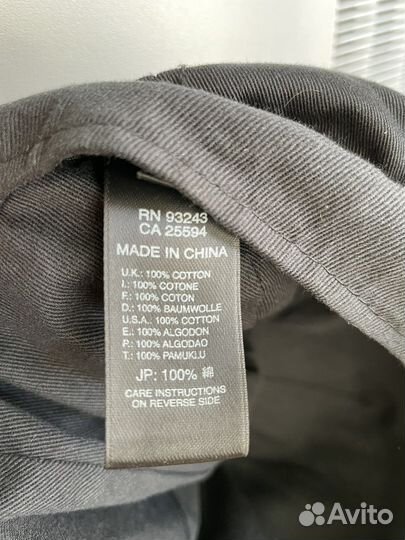 RN 93243
CA 25594
MADE IN CHINA
U.K.: 100% COTTON
I.: 100% COTONE
F.: 100% COTON
D.: 100% BAUMWOLLE
U.S.A.: 100% COTTON
E.: 100% ALGODON
P.: 100% ALGODAO
T.: 100% PAMUKLU
JP: 100% 綿
CARE INSTRUCTIONS
ON REVERSE SIDE
Avito